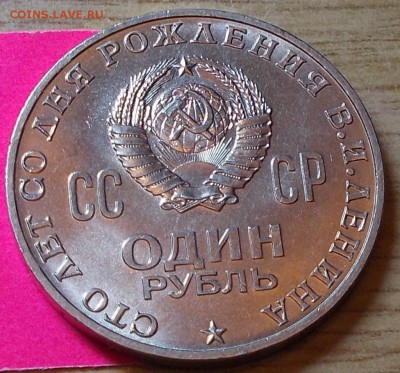 COINS.LAVE.RU
СТО ЛЕТ СО ДНЯ РОЖДЕНИЯ В.И.ЛЕНИНА
СС СР
ОДИН
РУБЛЬ